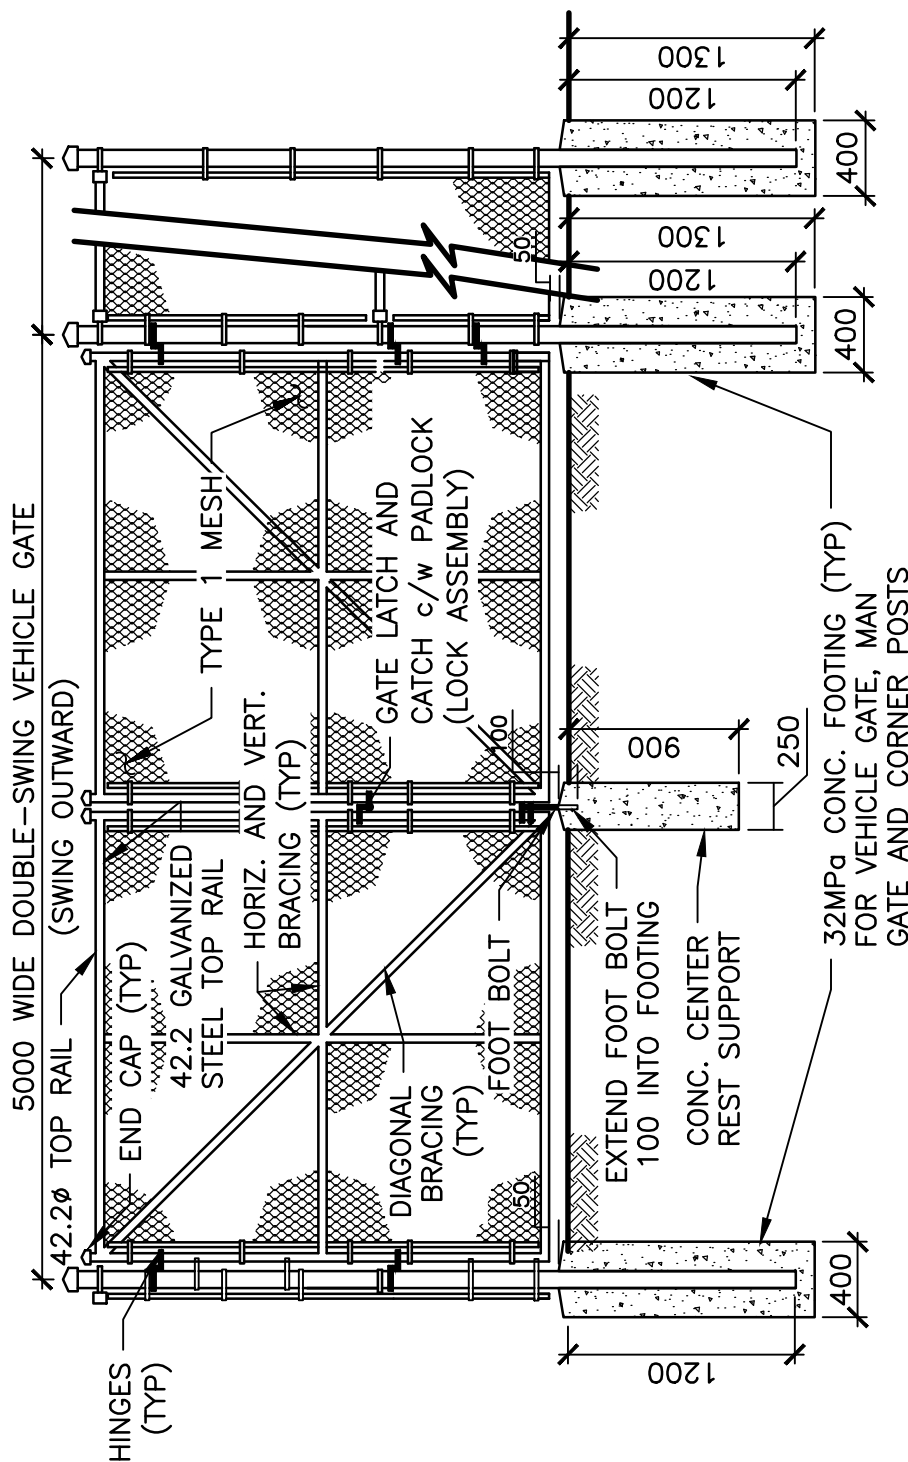 5000 WIDE DOUBLE-SWING VEHICLE GATE
(SWING OUTWARD)
42.2ø TOP RAIL
END CAP (TYP)
42.2 GALVANIZED
STEEL TOP RAIL
TYPE 1 MESH
HORIZ. AND VERT.
BRACING (TYP)
HINGES
(TYP)
GATE LATCH AND
CATCH c/w PADLOCK
(LOCK ASSEMBLY)
DIAGONAL
BRACING
(TYP)
FOOT BOLT
50
100
50
EXTEND FOOT BOLT
100 INTO FOOTING
CONC. CENTER
REST SUPPORT
1200
400
900
250
1200
1300
400
1200
1300
400
32MPa CONC. FOOTING (TYP)
FOR VEHICLE GATE, MAN
GATE AND CORNER POSTS